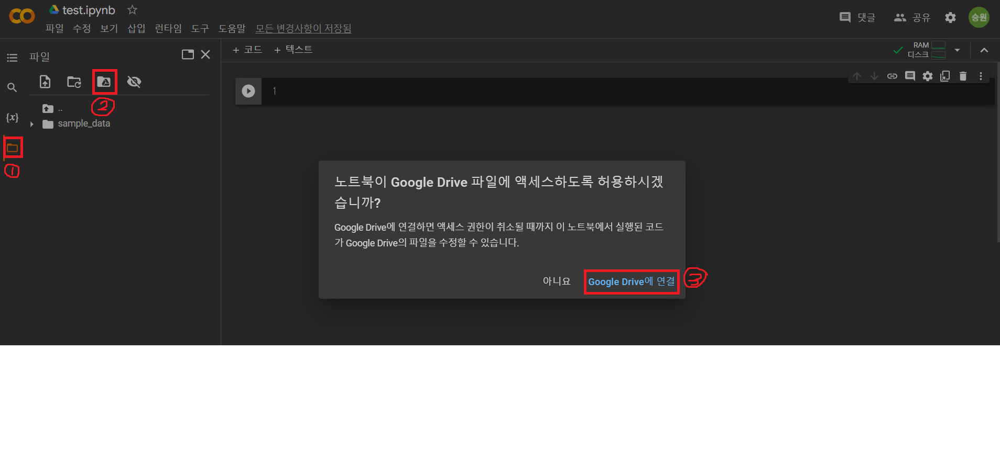 test.ipynb
파일 수정 보기 삽입 런타임 도구 도움말 모든 변경사항이 저장됨
댓글 공유 승원
파일
+ 코드 + 텍스트
RAM
디스크
②
..
{x}
sample_data
①
노트북이 Google Drive 파일에 액세스하도록 허용하시겠
습니까?
Google Drive에 연결하면 액세스 권한이 취소될 때까지 이 노트북에서 실행된 코드
가 Google Drive의 파일을 수정할 수 있습니다.
아니요 Google Drive에 연결 ③